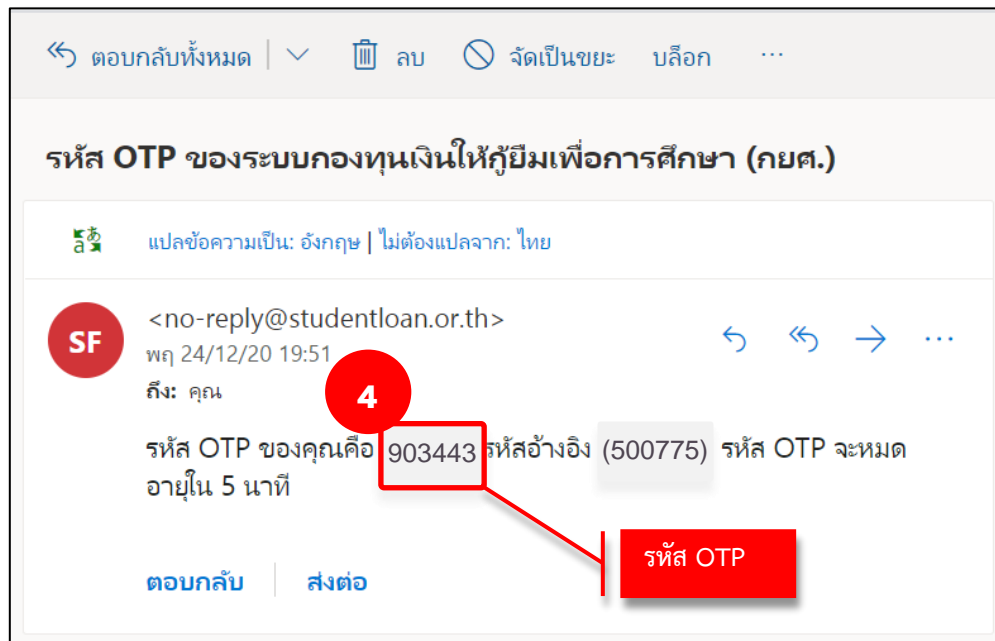 ตอบกลับทั้งหมด | ลบ จัดเป็นขยะ บล็อก ...
รหัส OTP ของระบบกองทุนเงินให้กู้ยืมเพื่อการศึกษา (กยศ.)
แปลข้อความเป็น: อังกฤษ | ไม่ต้องแปลจาก: ไทย
SF
<no-reply@studentloan.or.th>
พฤ 24/12/20 19:51
ถึง: คุณ
4
รหัส OTP ของคุณคือ 903443 รหัสอ้างอิง (500775) รหัส OTP จะหมด
อายุใน 5 นาที
รหัส OTP
ตอบกลับ | ส่งต่อ